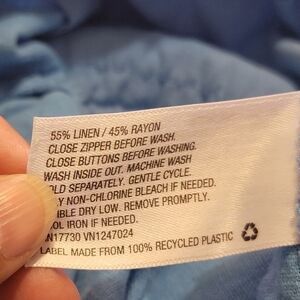 55% LINEN / 45% RAYON
CLOSE ZIPPER BEFORE WASH.
CLOSE BUTTONS BEFORE WASHING.
WASH INSIDE OUT. MACHINE WASH
OLD SEPARATELY. GENTLE CYCLE.
Y NON-CHLORINE BLEACH IF NEEDED.
BLE DRY LOW. REMOVE PROMPTLY.
OL IRON IF NEEDED.
N17730 VN1247024
LABEL MADE FROM 100% RECYCLED PLASTIC